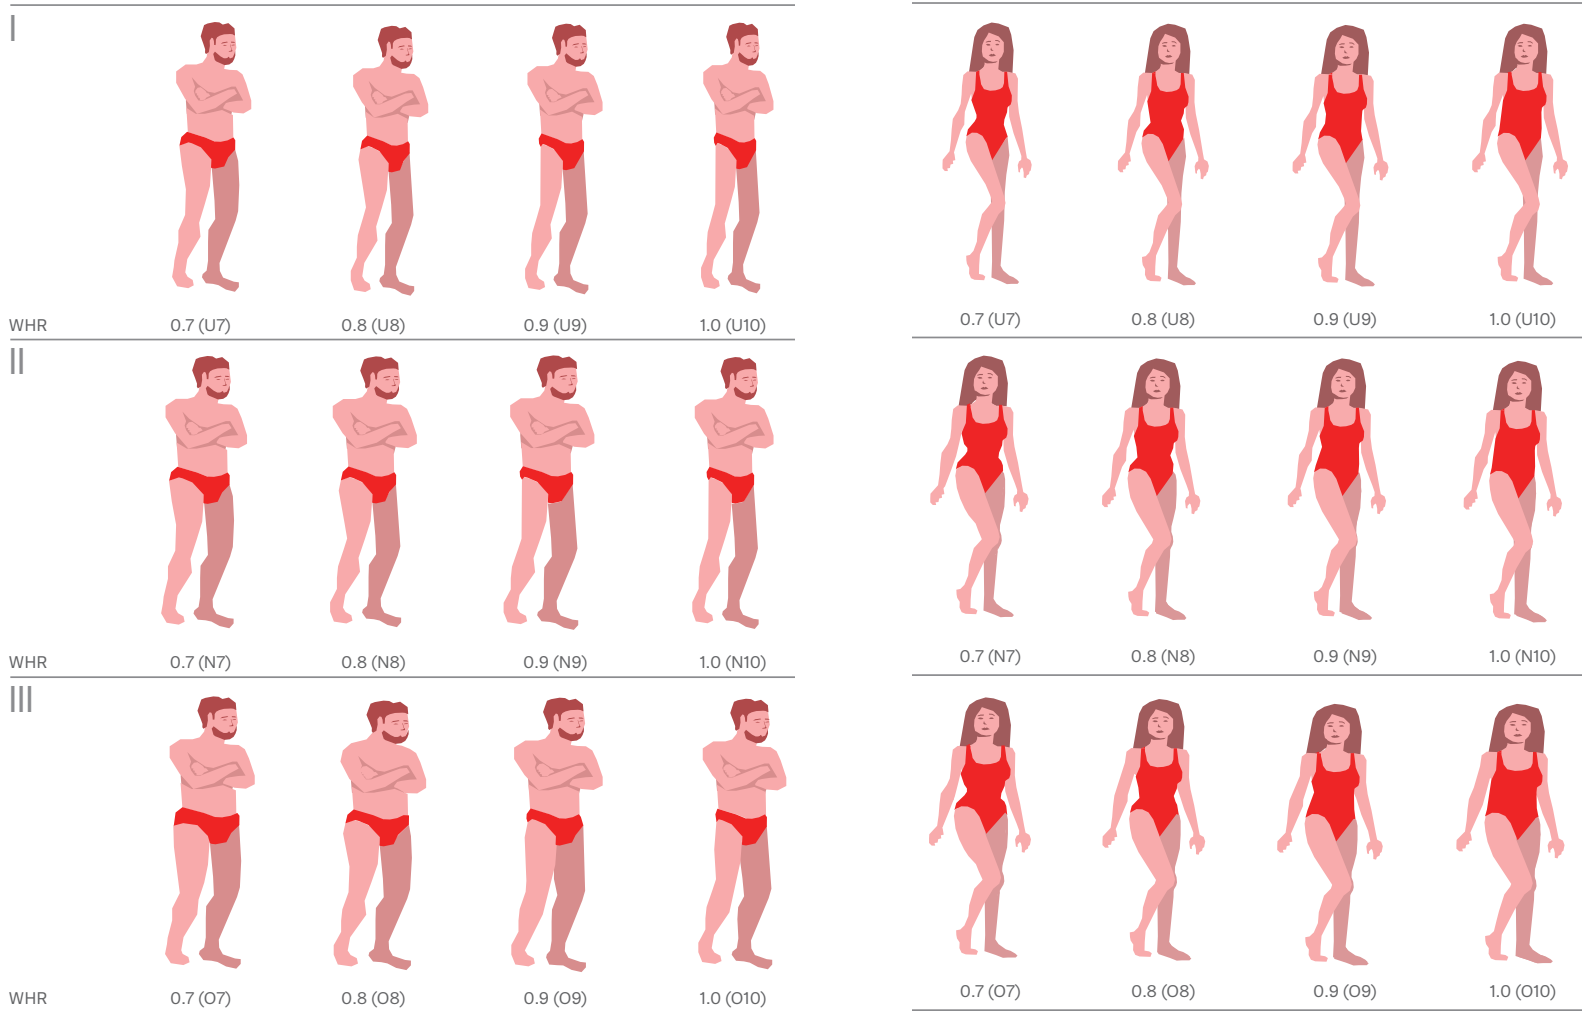 I
WHR 0.7 (U7) 0.8 (U8) 0.9 (U9) 1.0 (U10) 0.7 (U7) 0.8 (U8) 0.9 (U9) 1.0 (U10)
II
WHR 0.7 (N7) 0.8 (N8) 0.9 (N9) 1.0 (N10) 0.7 (N7) 0.8 (N8) 0.9 (N9) 1.0 (N10)
III
WHR 0.7 (O7) 0.8 (O8) 0.9 (O9) 1.0 (O10) 0.7 (O7) 0.8 (O8) 0.9 (O9) 1.0 (O10)